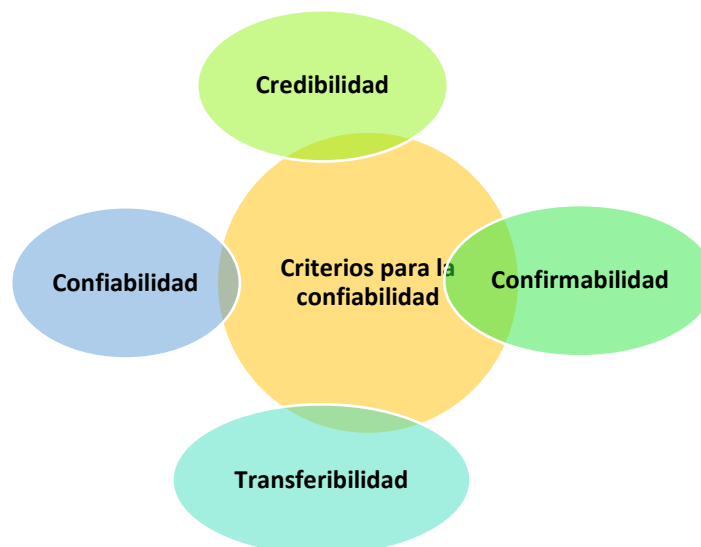 Credibilidad
Confiabilidad
Criterios para la
confiabilidad
Confirmabilidad
Transferibilidad